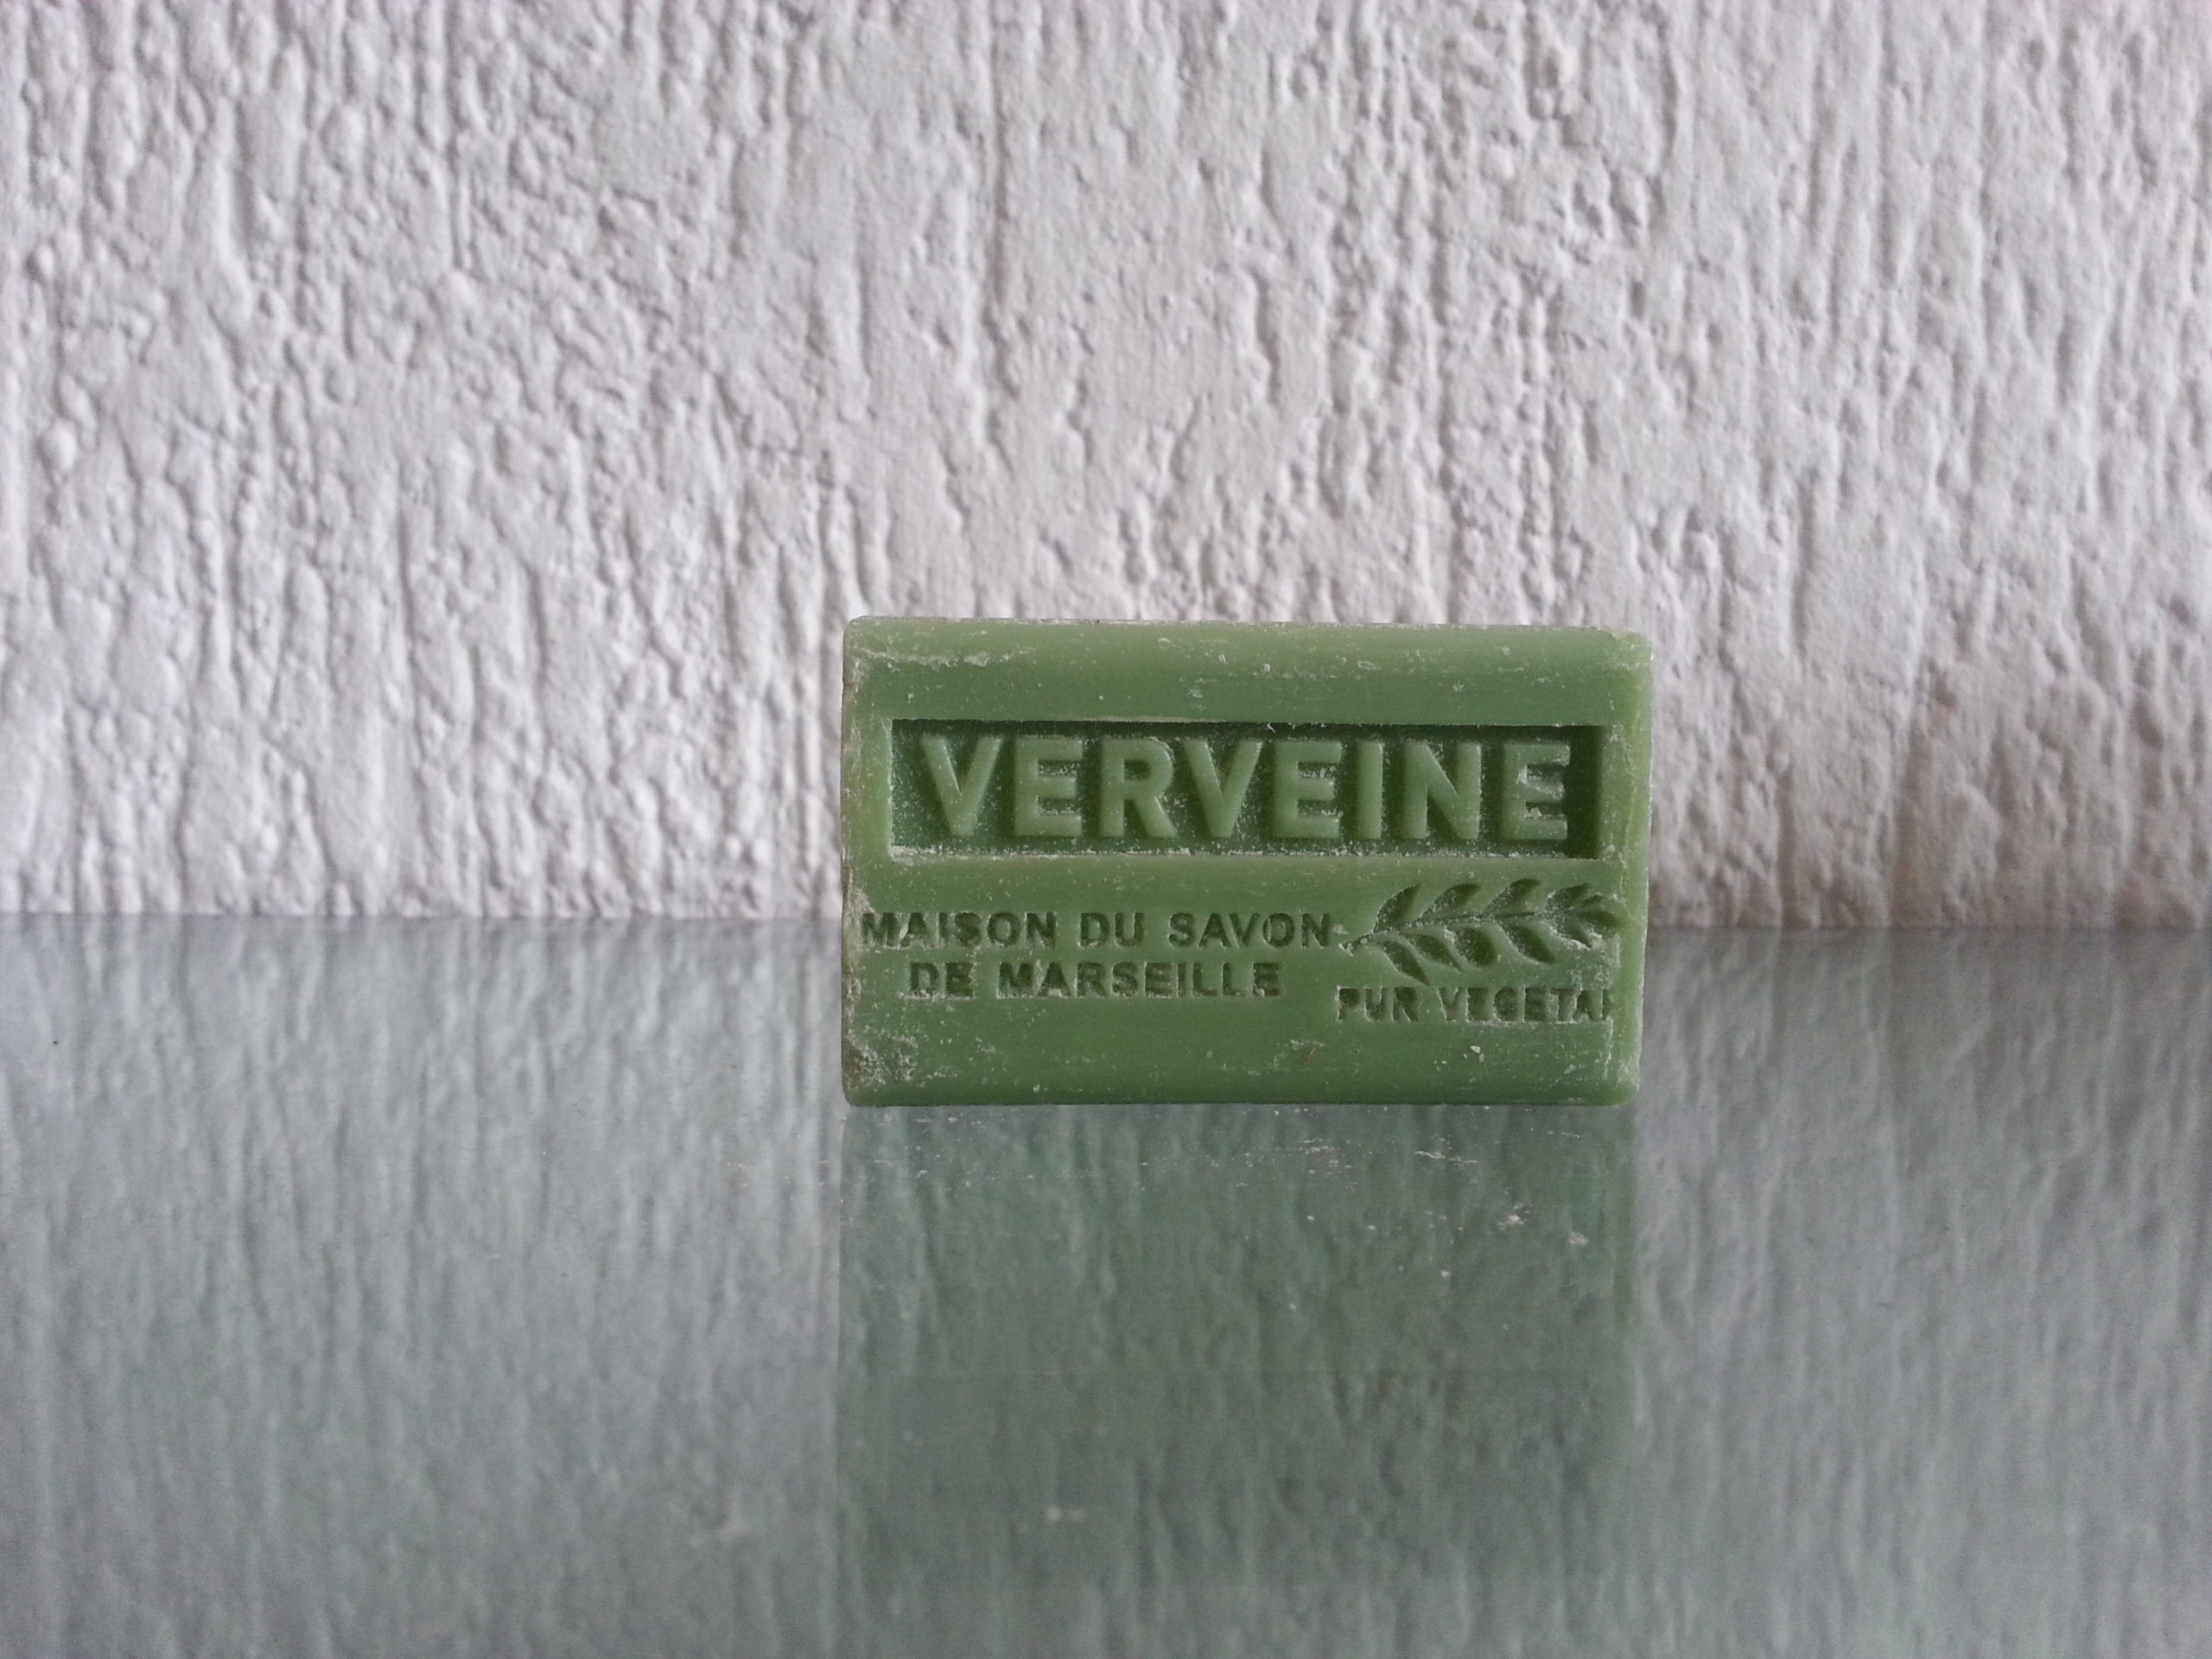 VERVEINE
MAISON DU SAVON
DE MARSEILLE
PUR VEGETAL